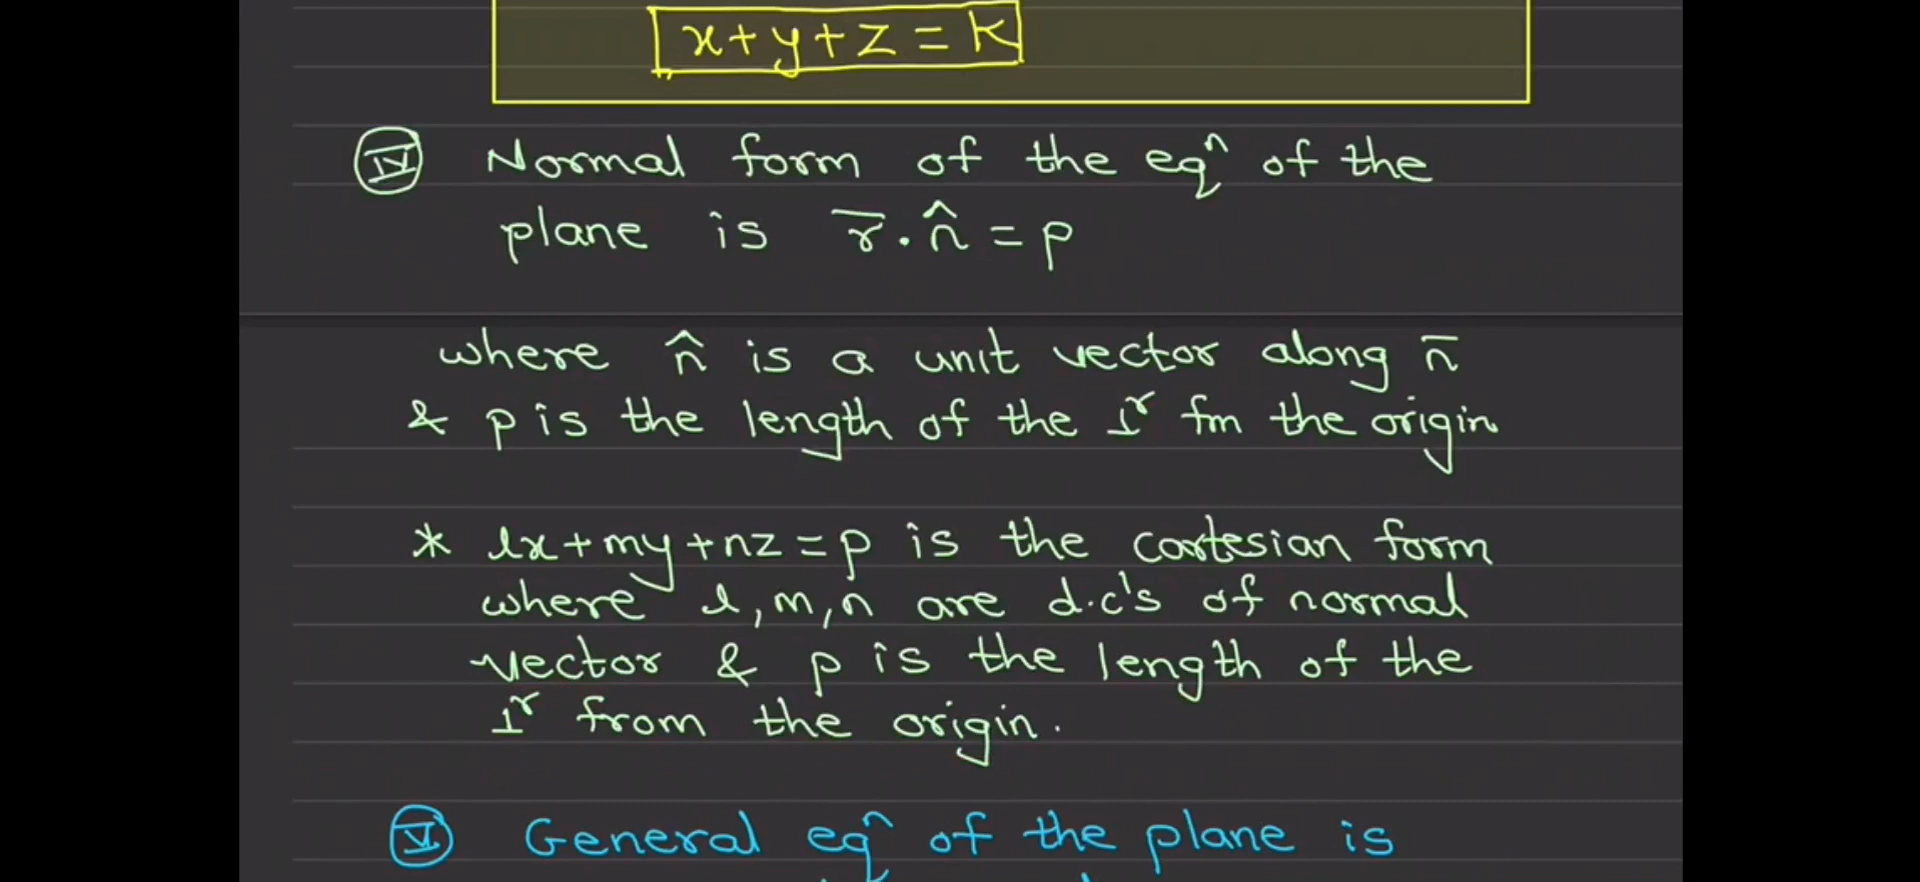 x+y+z=k
IV Normal form of the eqⁿ of the
plane is r̅.n̂=p
where n̂ is a unit vector along n̅
& p is the length of the ⊥ʳ fm the origin
* lx+my+nz=p is the cartesian form
where l,m,n are d.c's of normal
vector & p is the length of the
⊥ʳ from the origin.
V General eqⁿ of the plane is